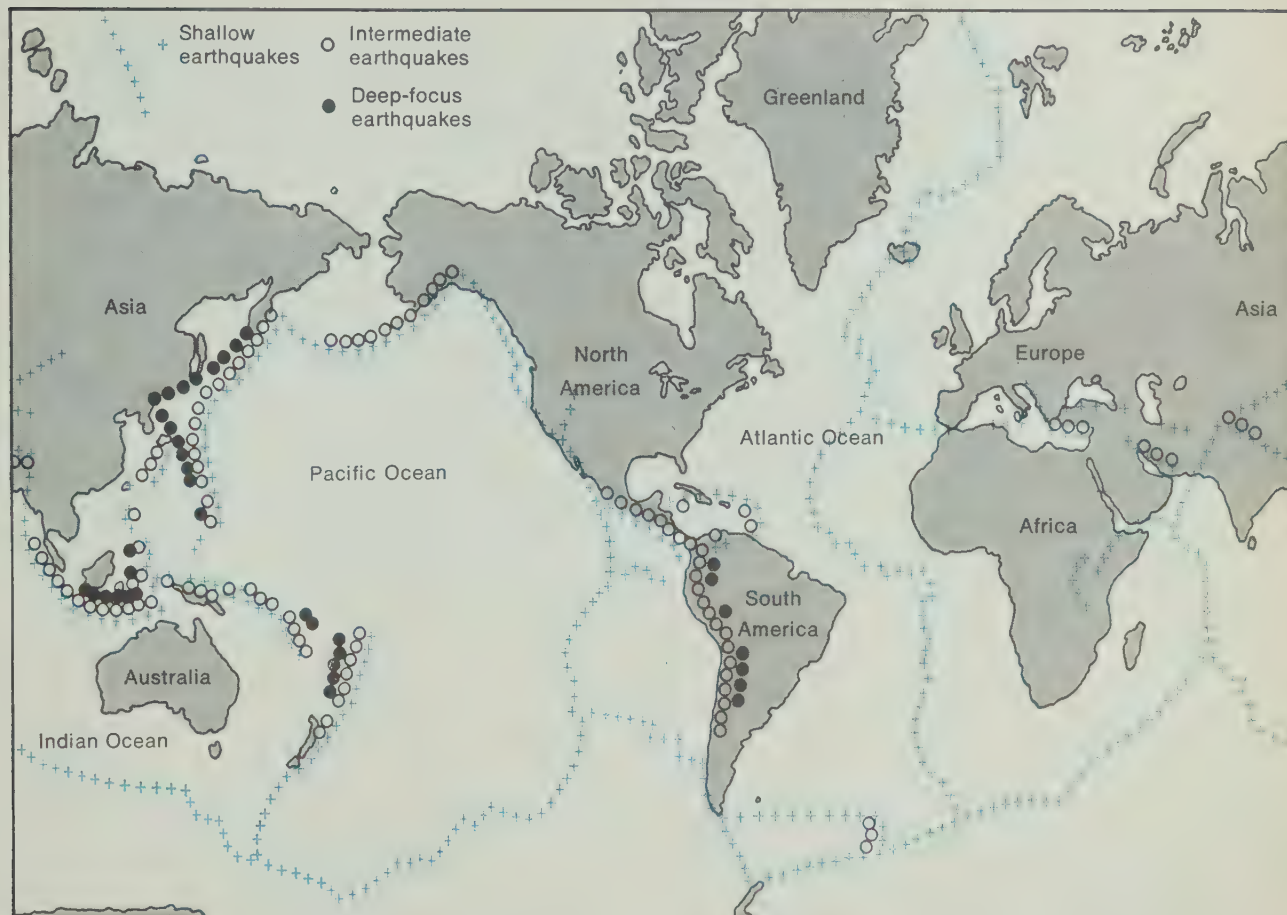 Shallow
earthquakes
Intermediate
earthquakes
Deep-focus
earthquakes
Greenland
Asia
North
America
Europe
Asia
Atlantic Ocean
Pacific Ocean
Africa
South
America
Australia
Indian Ocean